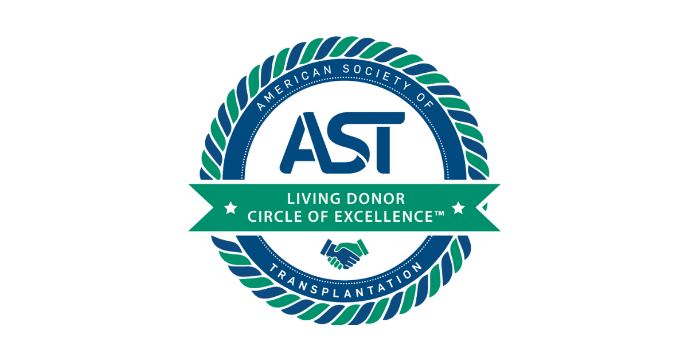 AMERICAN SOCIETY OF
AST
LIVING DONOR
CIRCLE OF EXCELLENCE™
TRANSPLANTATION